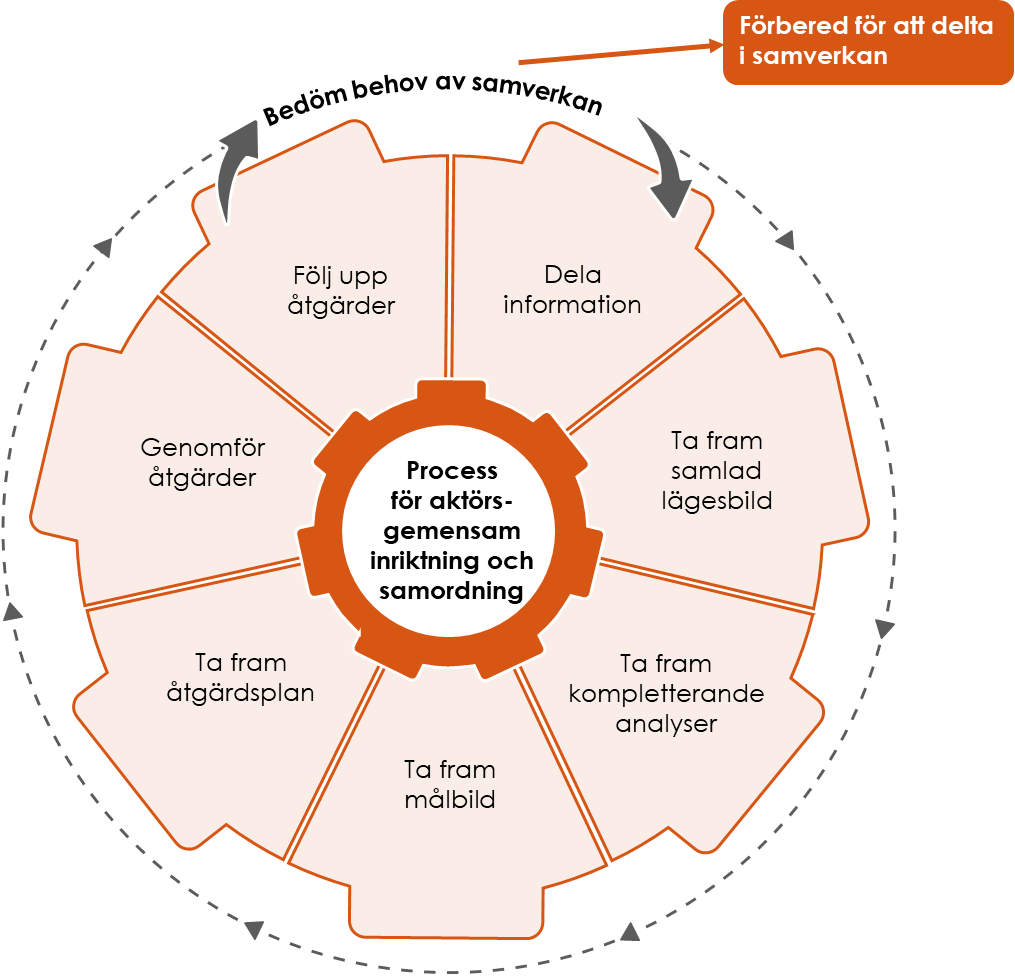 Förbered för att delta
i samverkan
Bedöm behov av samverkan
Följ upp
åtgärder
Dela
information
Genomför
åtgärder
Ta fram
samlad
lägesbild
Process
för aktörs-
gemensam
inriktning och
samordning
Ta fram
åtgärdsplan
Ta fram
kompletterande
analyser
Ta fram
målbild